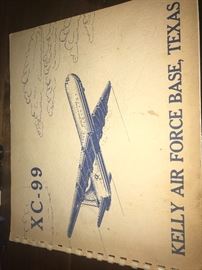 XC-99
KELLY AIR FORCE BASE, TEXAS